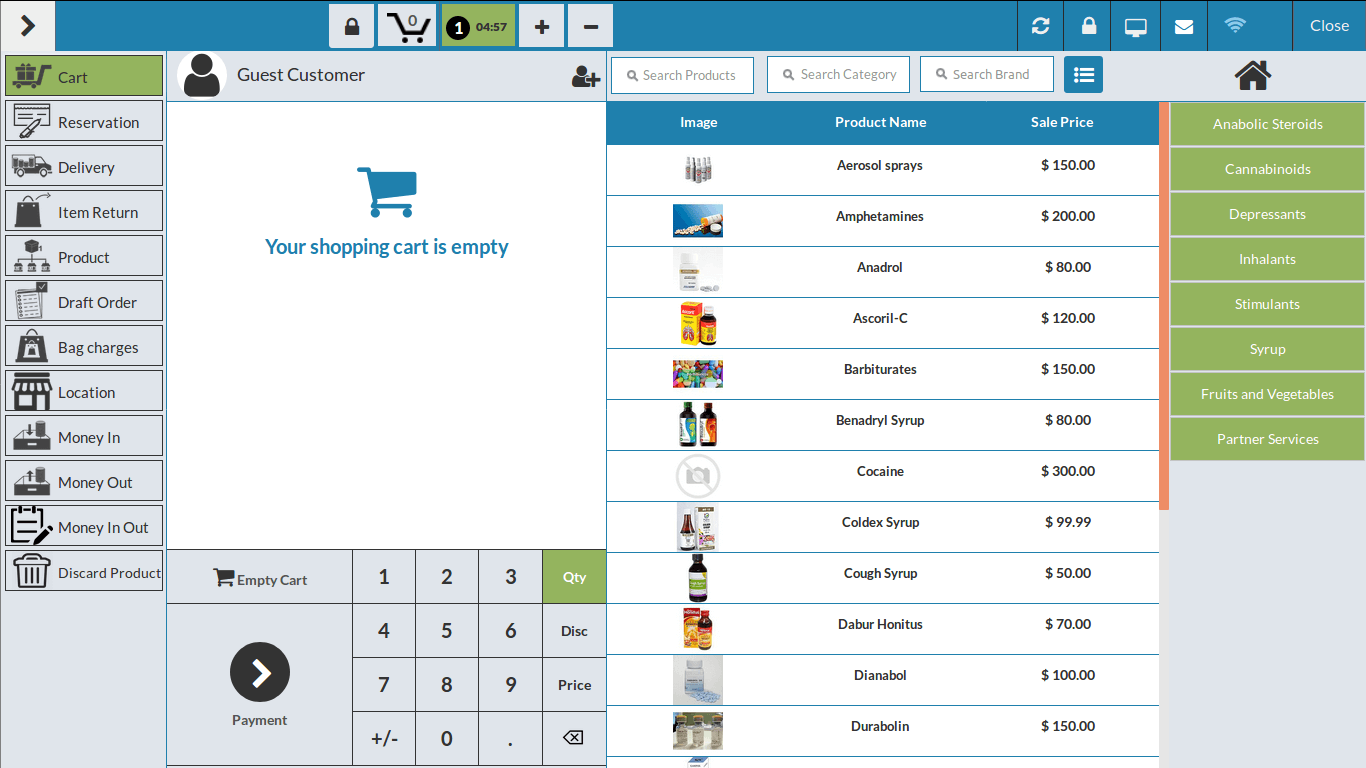 0
1 04:57
+
−
Close
Cart
Reservation
Delivery
Item Return
Product
Draft Order
Bag charges
Location
Money In
Money Out
Money In Out
Discard Product
Guest Customer
Your shopping cart is empty
Empty Cart
1 2 3 Qty
4 5 6 Disc
7 8 9 Price
Payment
+/- 0 .
Search Products
Search Category
Search Brand
Image Product Name Sale Price
Aerosol sprays $ 150.00
Amphetamines $ 200.00
Anadrol $ 80.00
Ascoril-C $ 120.00
Barbiturates $ 150.00
Benadryl Syrup $ 80.00
Cocaine $ 300.00
Coldex Syrup $ 99.99
Cough Syrup $ 50.00
Dabur Honitus $ 70.00
Dianabol $ 100.00
Durabolin $ 150.00
Anabolic Steroids
Cannabinoids
Depressants
Inhalants
Stimulants
Syrup
Fruits and Vegetables
Partner Services